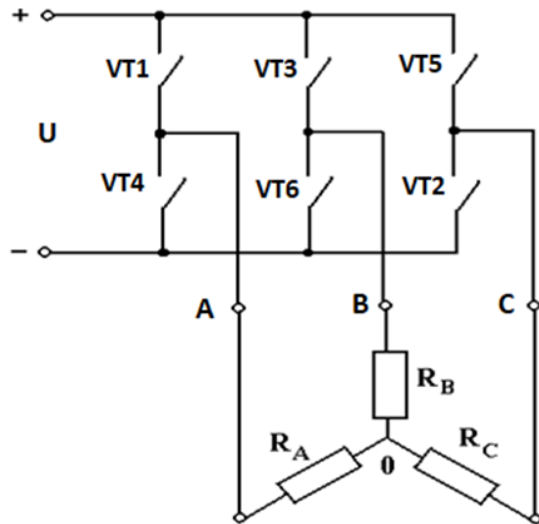 +
VT1 VT3 VT5
U
VT4 VT6 VT2
−
A B C
R_B
R_A R_C
0